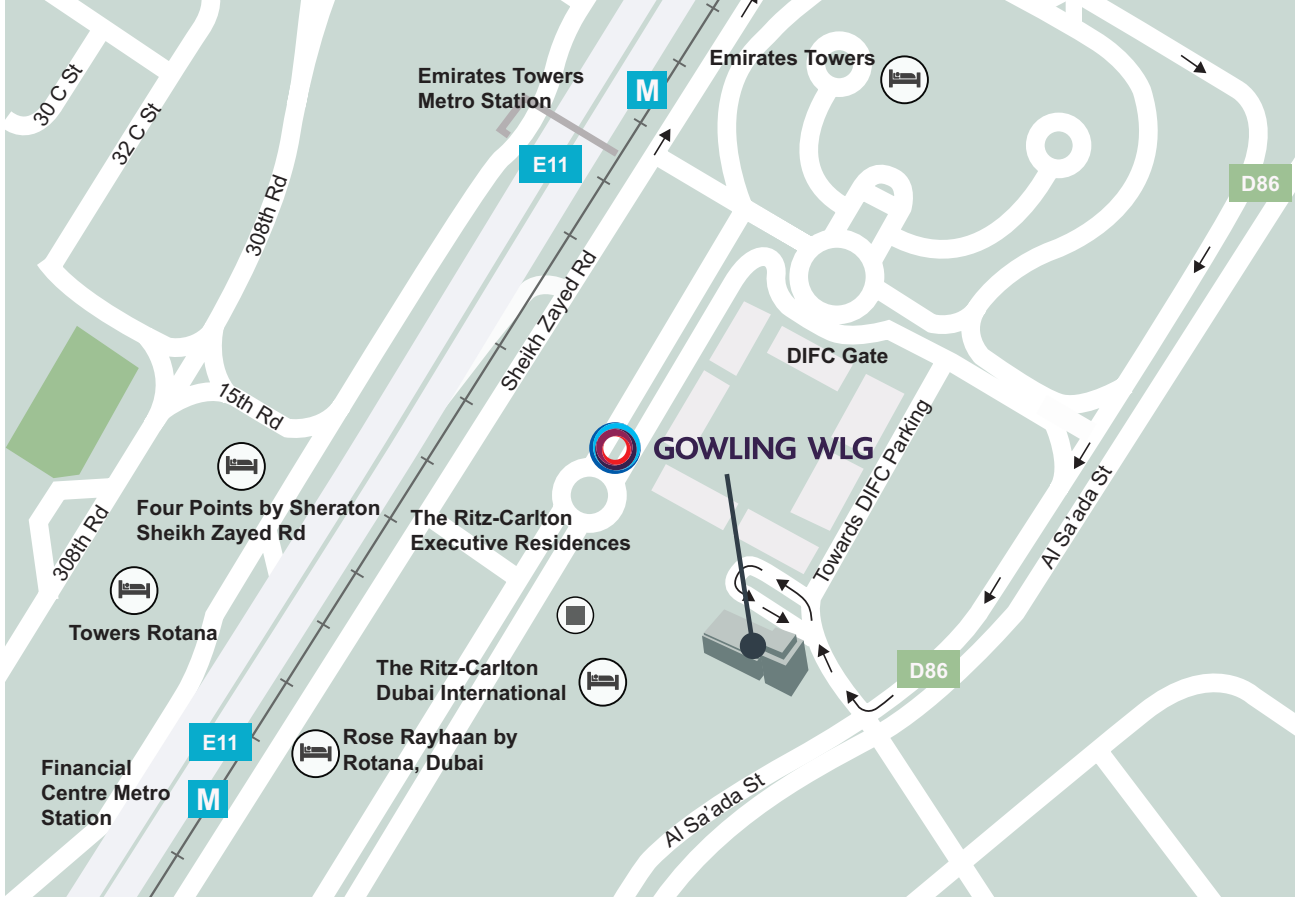 Emirates Towers
Emirates Towers
Metro Station
M
30 C St
32 C St
E11
D86
308th Rd
Sheikh Zayed Rd
DIFC Gate
15th Rd
GOWLING WLG
Towards DIFC Parking
Four Points by Sheraton
Sheikh Zayed Rd
The Ritz-Carlton
Executive Residences
Al Sa'ada St
308th Rd
Towers Rotana
The Ritz-Carlton
Dubai International
D86
E11
Rose Rayhaan by
Rotana, Dubai
Financial
Centre Metro
Station
M
Al Sa'ada St